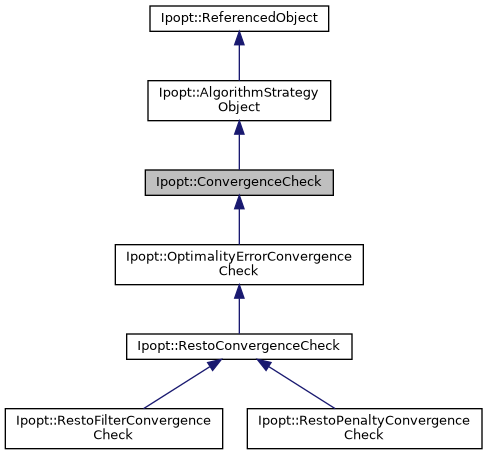 Ipopt::ReferencedObject
Ipopt::AlgorithmStrategy
Object
Ipopt::ConvergenceCheck
Ipopt::OptimalityErrorConvergence
Check
Ipopt::RestoConvergenceCheck
Ipopt::RestoFilterConvergence
Check
Ipopt::RestoPenaltyConvergence
Check